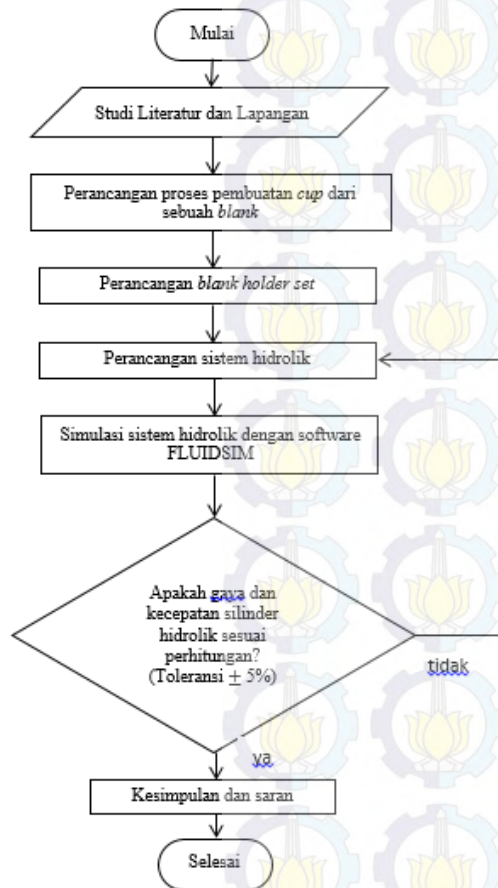 Mulai
Studi Literatur dan Lapangan
Perancangan proses pembuatan cup dari
sebuah blank
Perancangan blank holder set
Perancangan sistem hidrolik
Simulasi sistem hidrolik dengan software
FLUIDSIM
Apakah gaya dan
kecepatan silinder
hidrolik sesuai
perhitungan?
(Toleransi ± 5%)
tidak
ya
Kesimpulan dan saran
Selesai